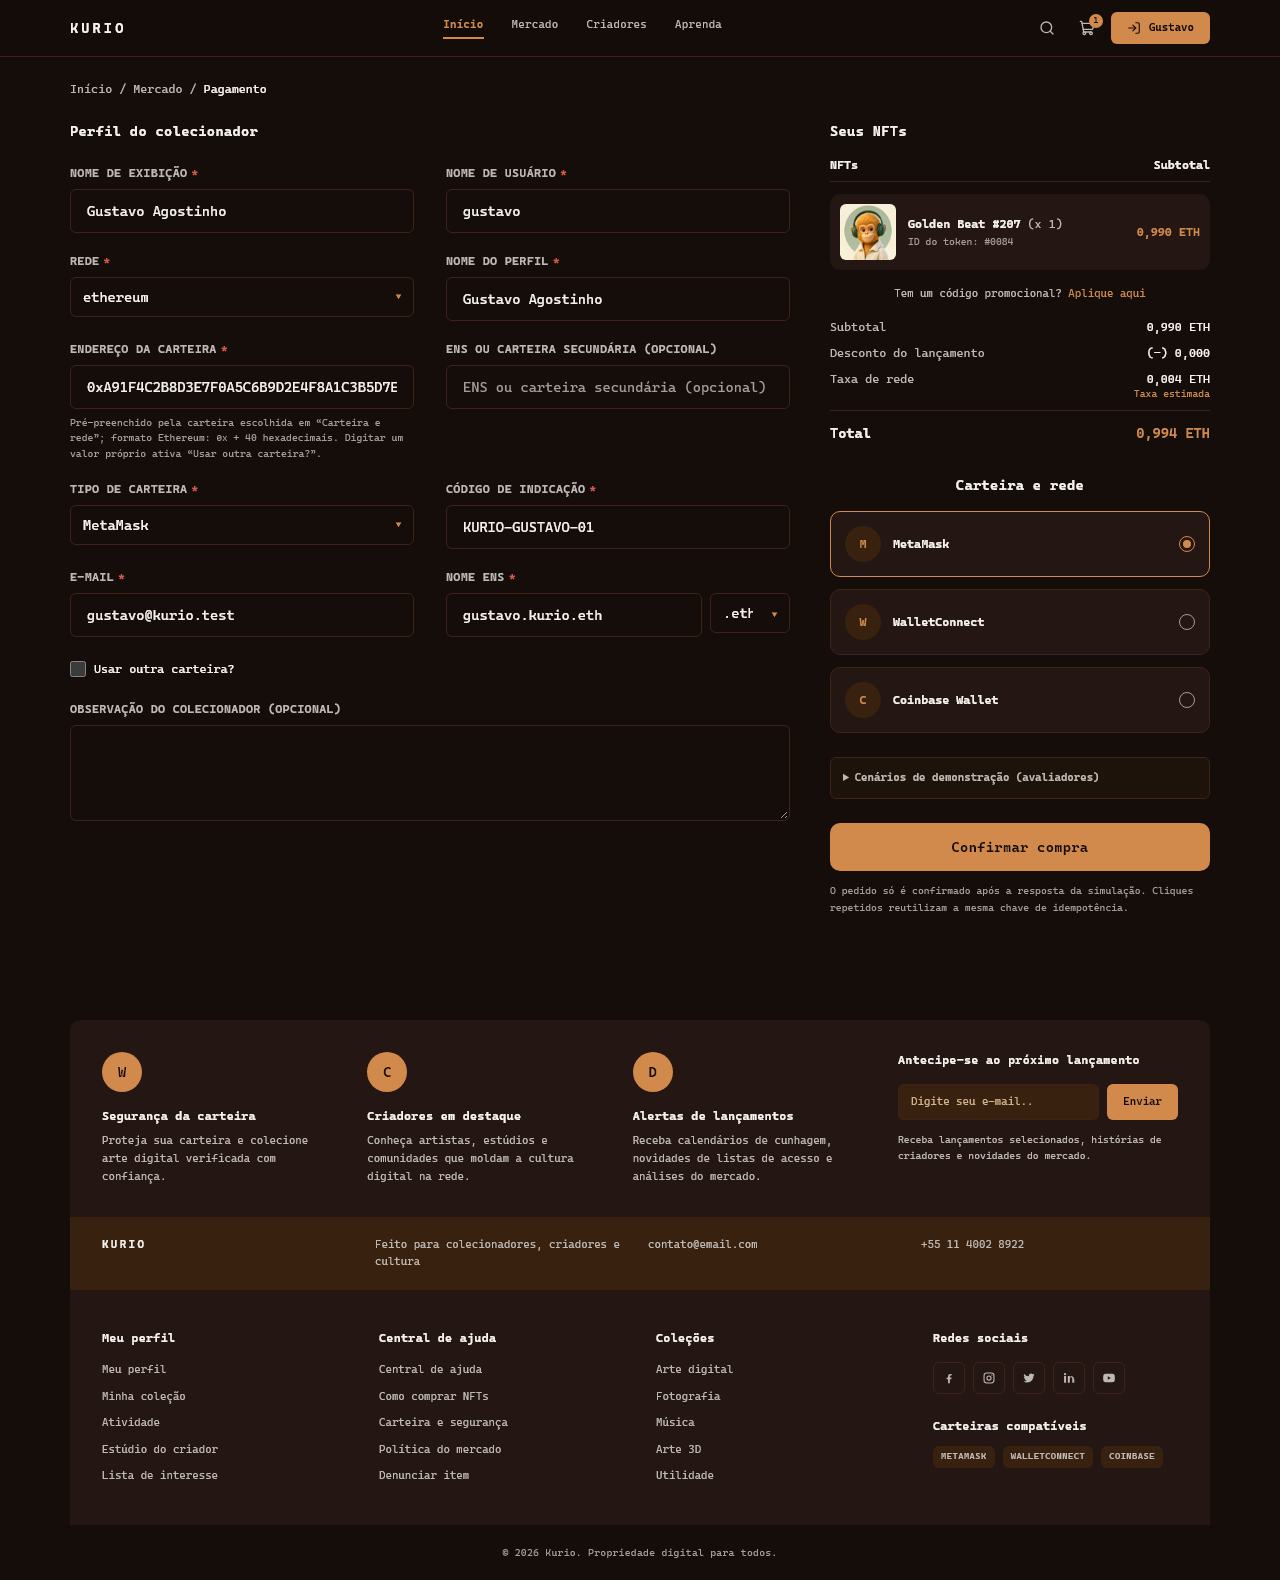 KURIO
Início
Mercado
Criadores
Aprenda
1
Gustavo
Início / Mercado / Pagamento
Perfil do colecionador
NOME DE EXIBIÇÃO *
Gustavo Agostinho
NOME DE USUÁRIO *
gustavo
REDE *
ethereum
NOME DO PERFIL *
Gustavo Agostinho
ENDEREÇO DA CARTEIRA *
0xA91F4C2B8D3E7F0A5C6B9D2E4F8A1C3B5D7E
Pré-preenchido pela carteira escolhida em “Carteira e
rede”; formato Ethereum: 0x + 40 hexadecimais. Digitar um
valor próprio ativa “Usar outra carteira?”.
ENS OU CARTEIRA SECUNDÁRIA (OPCIONAL)
ENS ou carteira secundária (opcional)
TIPO DE CARTEIRA *
MetaMask
CÓDIGO DE INDICAÇÃO *
KURIO-GUSTAVO-01
E-MAIL *
gustavo@kurio.test
NOME ENS *
gustavo.kurio.eth
.eth
Usar outra carteira?
OBSERVAÇÃO DO COLECIONADOR (OPCIONAL)
Seus NFTs
NFTs
Subtotal
Golden Beat #207 (x 1)
ID do token: #0084
0,990 ETH
Tem um código promocional? Aplique aqui
Subtotal
0,990 ETH
Desconto do lançamento
(-) 0,000
Taxa de rede
0,004 ETH
Taxa estimada
Total
0,994 ETH
Carteira e rede
M
MetaMask
W
WalletConnect
C
Coinbase Wallet
Cenários de demonstração (avaliadores)
Confirmar compra
O pedido só é confirmado após a resposta da simulação. Cliques
repetidos reutilizam a mesma chave de idempotência.
W
Segurança da carteira
Proteja sua carteira e colecione
arte digital verificada com
confiança.
C
Criadores em destaque
Conheça artistas, estúdios e
comunidades que moldam a cultura
digital na rede.
D
Alertas de lançamentos
Receba calendários de cunhagem,
novidades de listas de acesso e
análises do mercado.
Antecipe-se ao próximo lançamento
Digite seu e-mail..
Enviar
Receba lançamentos selecionados, histórias de
criadores e novidades do mercado.
KURIO
Feito para colecionadores, criadores e
cultura
contato@email.com
+55 11 4002 8922
Meu perfil
Meu perfil
Minha coleção
Atividade
Estúdio do criador
Lista de interesse
Central de ajuda
Central de ajuda
Como comprar NFTs
Carteira e segurança
Política do mercado
Denunciar item
Coleções
Arte digital
Fotografia
Música
Arte 3D
Utilidade
Redes sociais
Carteiras compatíveis
METAMASK
WALLETCONNECT
COINBASE
© 2026 Kurio. Propriedade digital para todos.